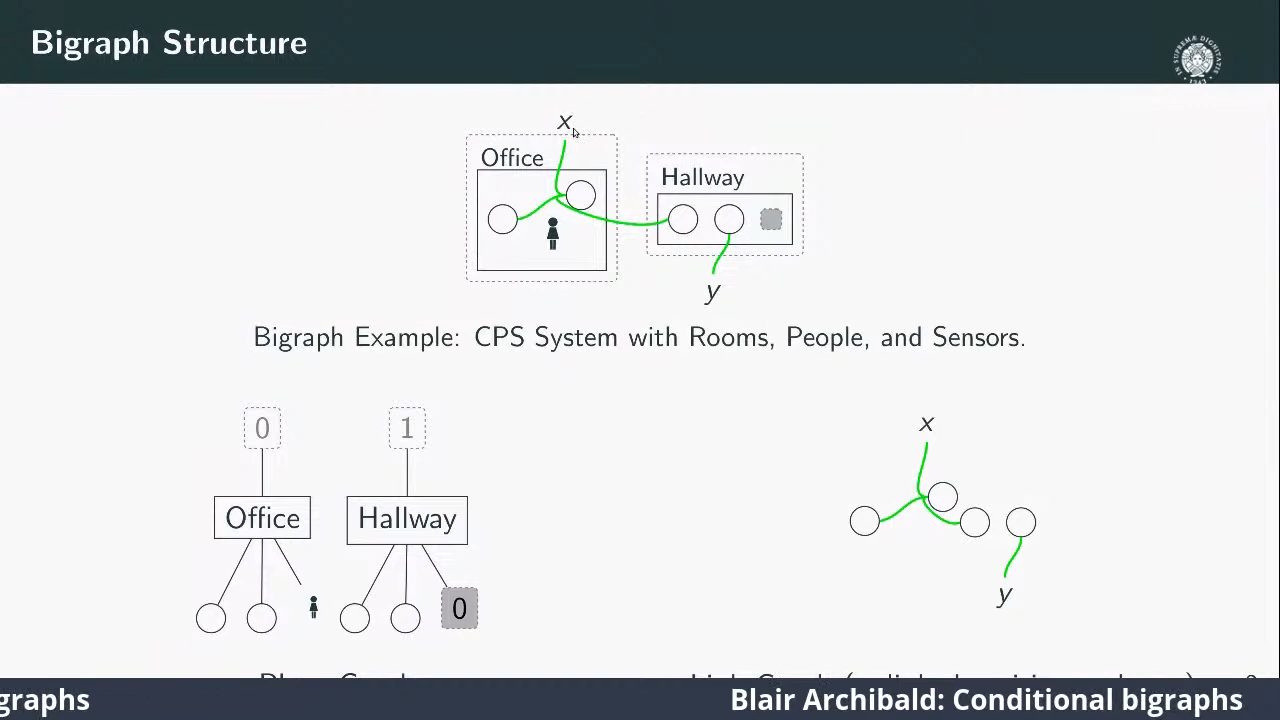 Bigraph Structure
x
Office
Hallway
y
Bigraph Example: CPS System with Rooms, People, and Sensors.
0 1
x
Office Hallway
0
y
graphs
Blair Archibald: Conditional bigraphs